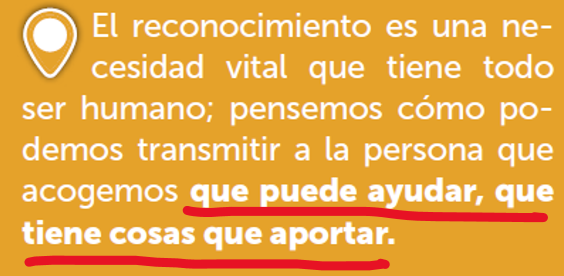 El reconocimiento es una ne-
cesidad vital que tiene todo
ser humano; pensemos cómo po-
demos transmitir a la persona que
acogemos que puede ayudar, que
tiene cosas que aportar.